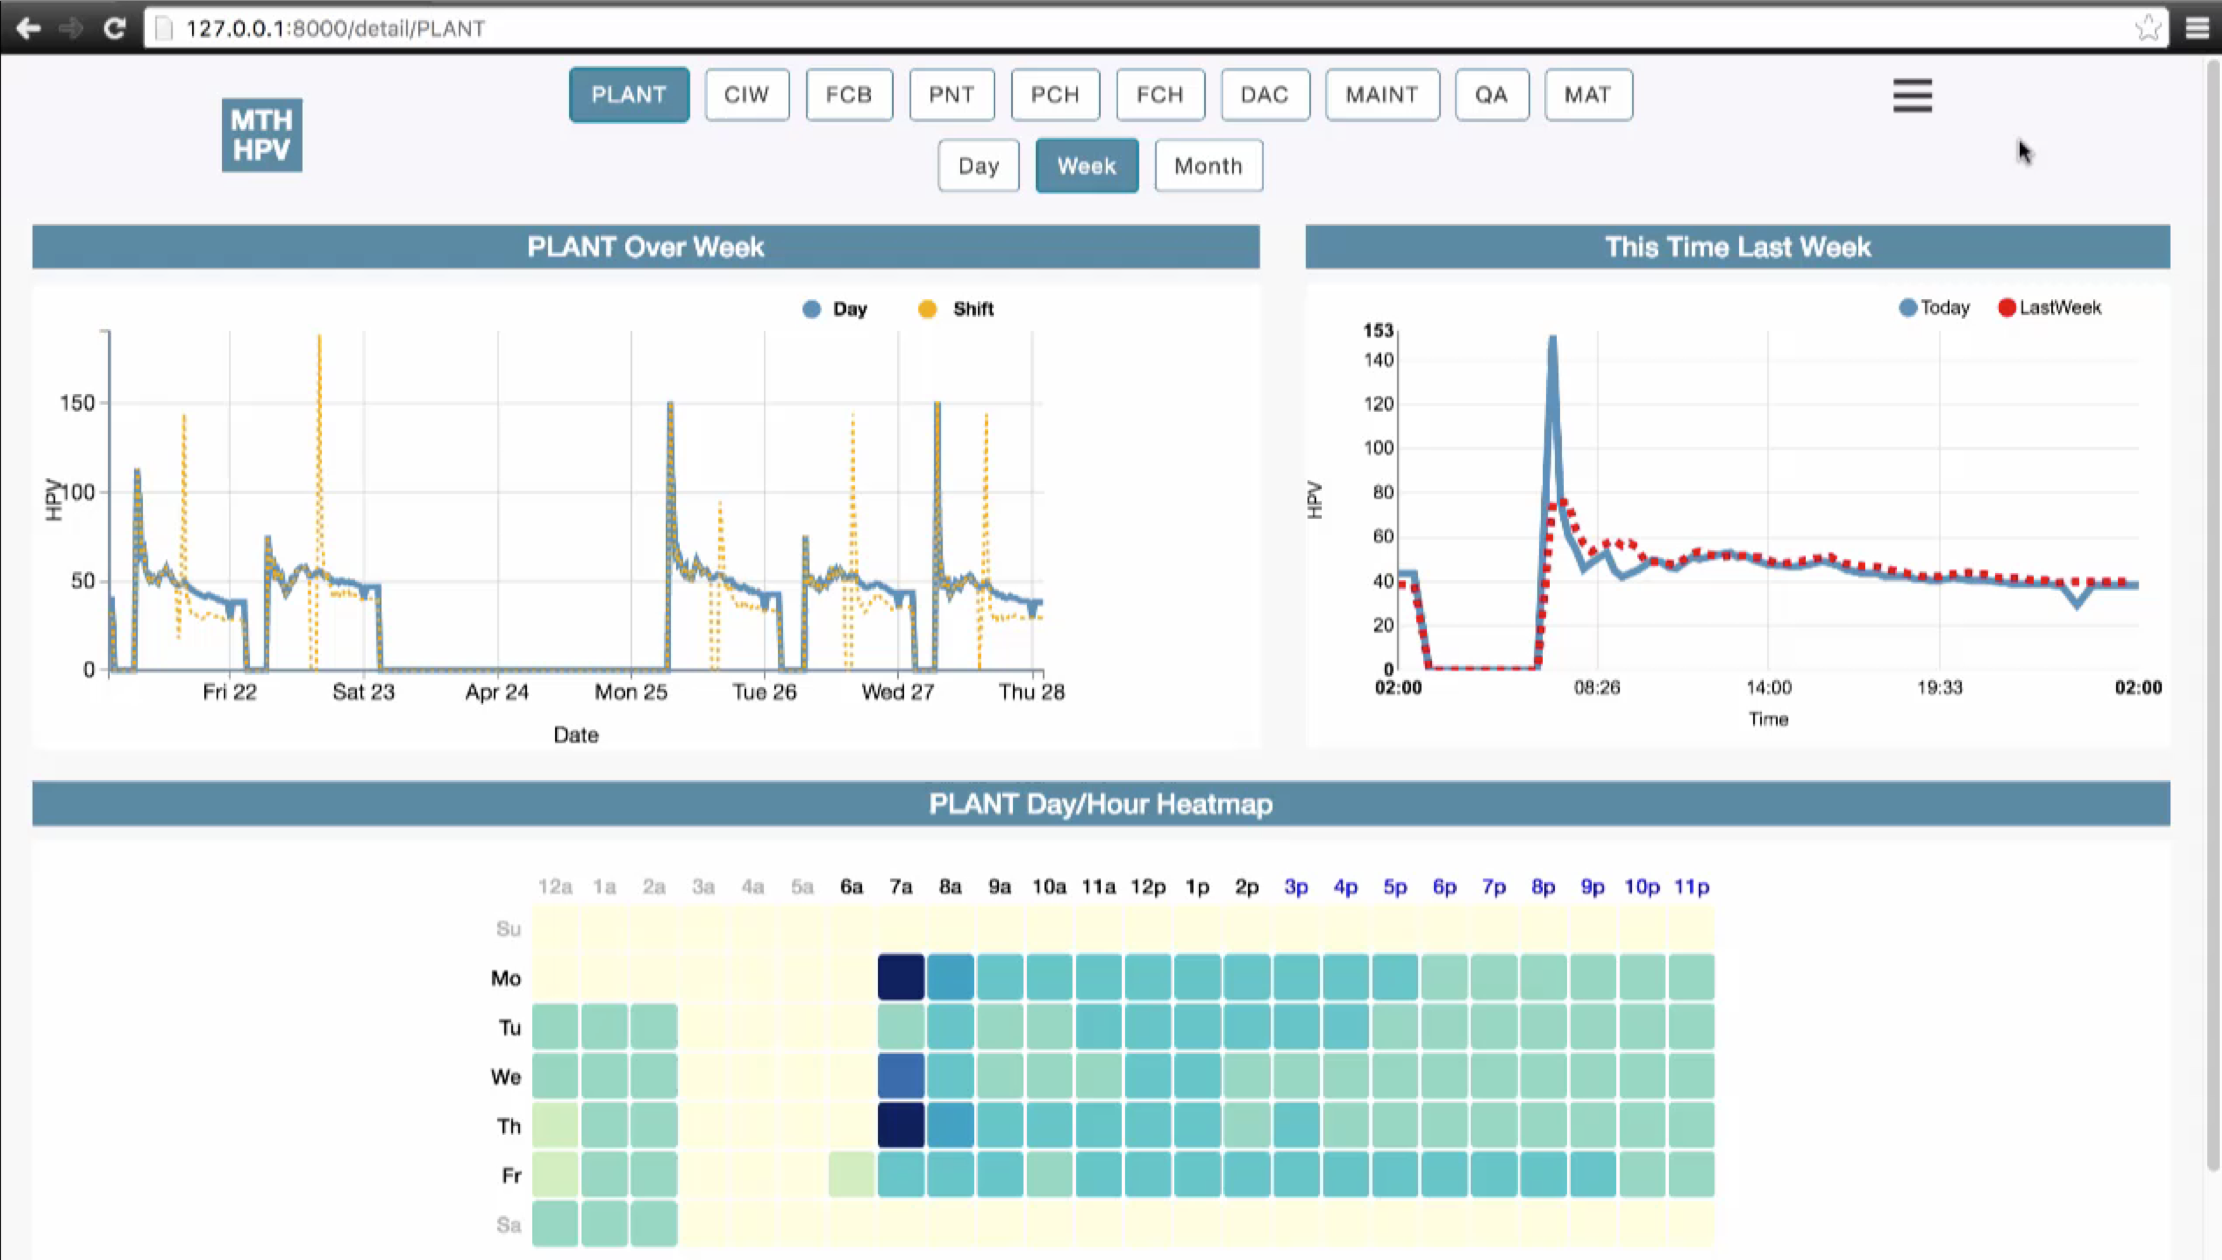 127.0.0.1:8000/detail/PLANT
MTH
HPV
PLANT CIW FCB PNT PCH FCH DAC MAINT QA MAT
Day Week Month
PLANT Over Week
Day Shift
150
100
50
0
HPV
Fri 22 Sat 23 Apr 24 Mon 25 Tue 26 Wed 27 Thu 28
Date
This Time Last Week
Today LastWeek
153
140
120
100
80
60
40
20
0
HPV
02:00 08:26 14:00 19:33 02:00
Time
PLANT Day/Hour Heatmap
12a 1a 2a 3a 4a 5a 6a 7a 8a 9a 10a 11a 12p 1p 2p 3p 4p 5p 6p 7p 8p 9p 10p 11p
Su
Mo
Tu
We
Th
Fr
Sa